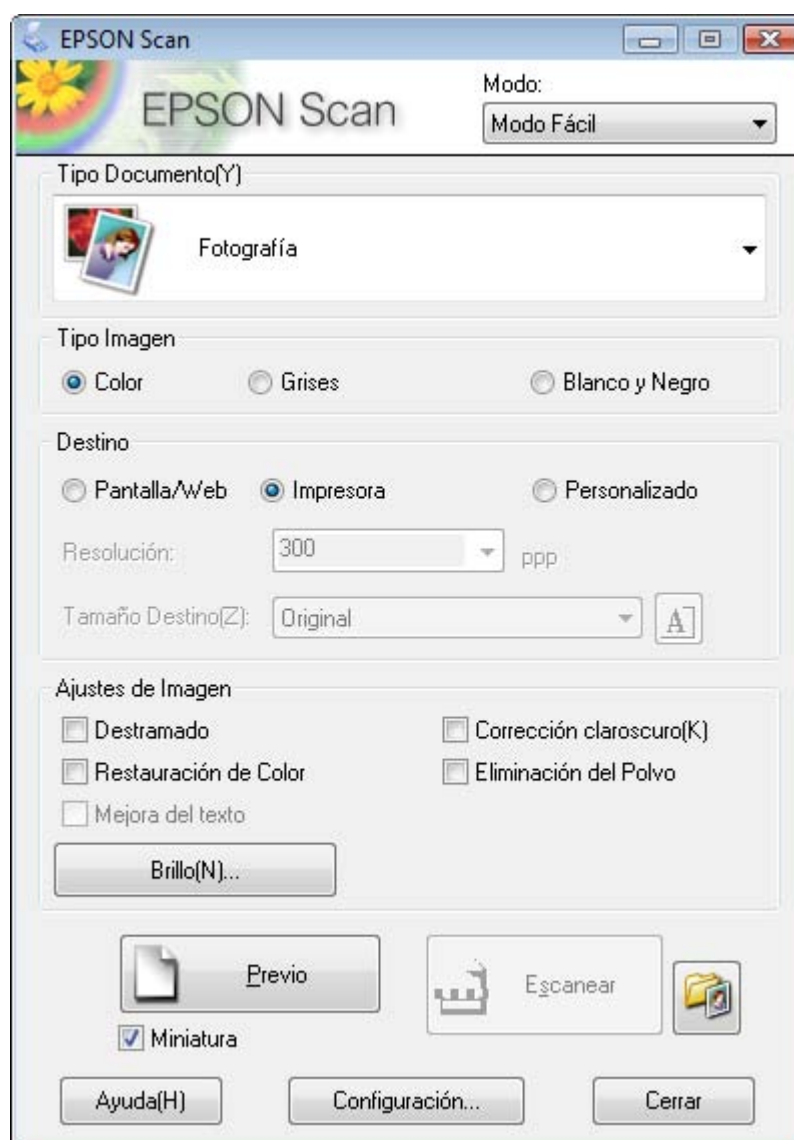 EPSON Scan
EPSON Scan
Modo:
Modo Fácil
Tipo Documento(Y)
Fotografía
Tipo Imagen
Color Grises Blanco y Negro
Destino
Pantalla/Web Impresora Personalizado
Resolución: 300 ppp
Tamaño Destino(Z): Original A
Ajustes de Imagen
Destramado Corrección claroscuro(K)
Restauración de Color Eliminación del Polvo
Mejora del texto
Brillo(N)...
Previo Escanear
Miniatura
Ayuda(H) Configuración... Cerrar